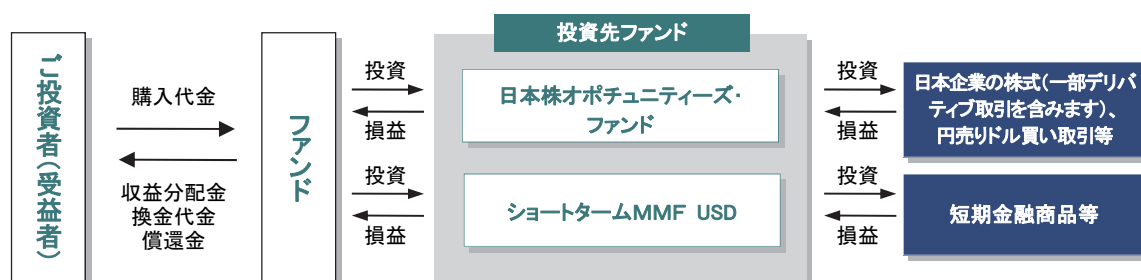 ご投資者(受益者)
購入代金
収益分配金
換金代金
償還金
ファンド
投資
損益
投資
損益
投資先ファンド
日本株オポチュニティーズ・
ファンド
ショートタームMMF USD
投資
損益
投資
損益
日本企業の株式(一部デリバ
ティブ取引を含みます)、
円売りドル買い取引等
短期金融商品等